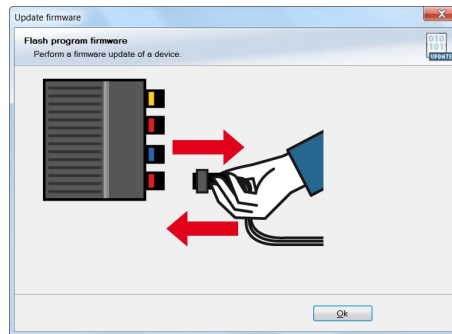 Update firmware
Flash program firmware
Perform a firmware update of a device.
010
101
UPDATE
Ok